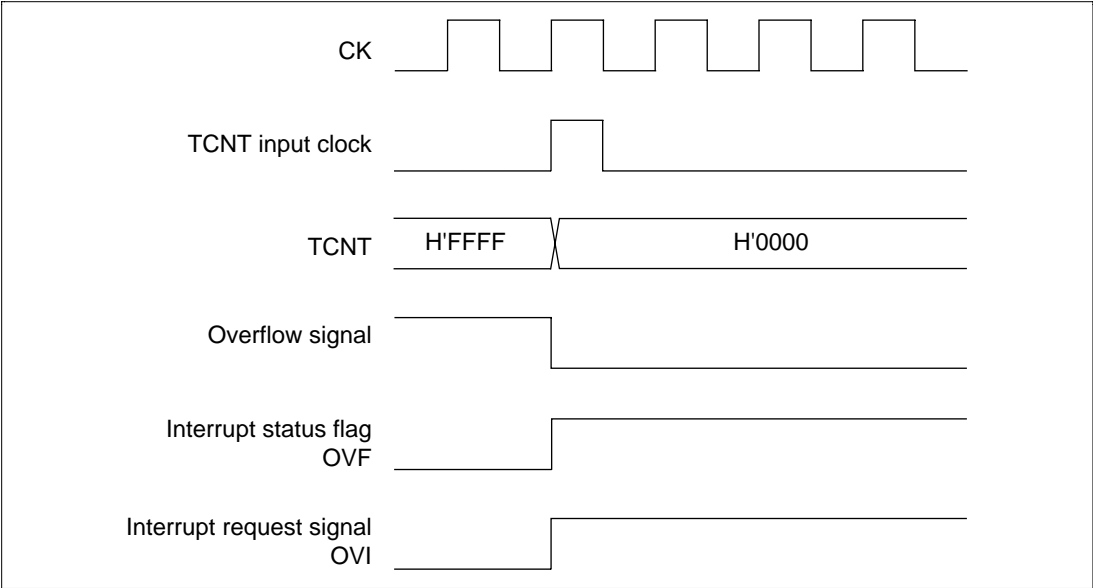 CK
TCNT input clock
TCNT
H'FFFF
H'0000
Overflow signal
Interrupt status flag
OVF
Interrupt request signal
OVI